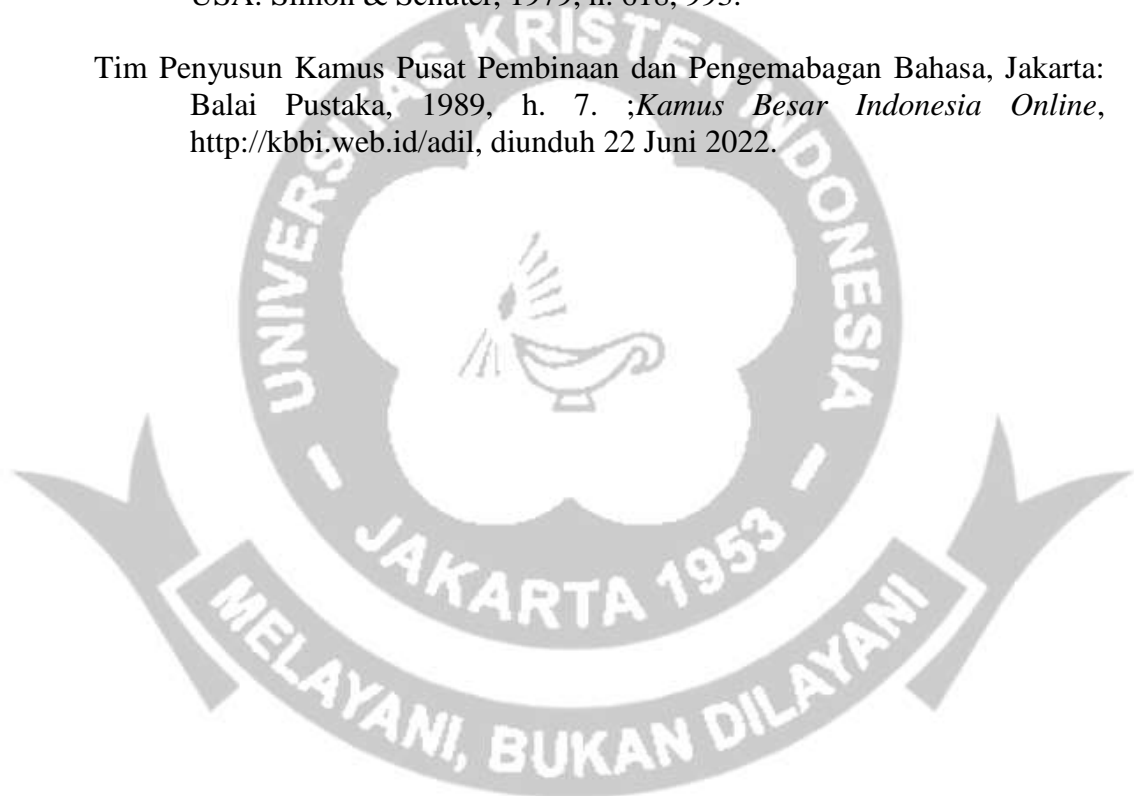 USA: Simon & Schuter, 1979, h. 618, 993.
Tim Penyusun Kamus Pusat Pembinaan dan Pengemabagan Bahasa, Jakarta:
Balai Pustaka, 1989, h. 7. ;Kamus Besar Indonesia Online,
http://kbbi.web.id/adil, diunduh 22 Juni 2022.
UNIVERSITAS KRISTEN INDONESIA
- JAKARTA 1953 -
MELAYANI, BUKAN DILAYANI